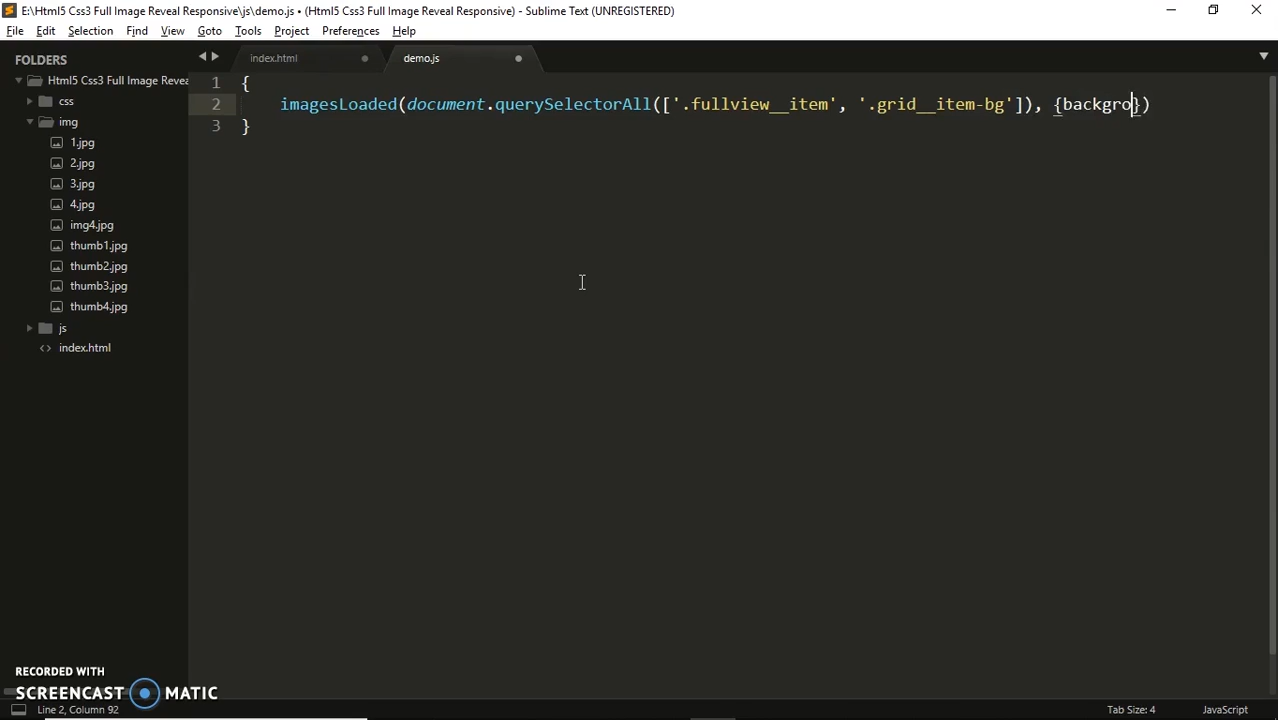 E:\Html5 Css3 Full Image Reveal Responsive\js\demo.js • (Html5 Css3 Full Image Reveal Responsive) - Sublime Text (UNREGISTERED)
File Edit Selection Find View Goto Tools Project Preferences Help
FOLDERS
Html5 Css3 Full Image Revea
css
img
1.jpg
2.jpg
3.jpg
4.jpg
img4.jpg
thumb1.jpg
thumb2.jpg
thumb3.jpg
thumb4.jpg
js
index.html
index.html
demo.js
1 {
2 imagesLoaded(document.querySelectorAll(['.fullview__item', '.grid__item-bg']), {backgro})
3 }
RECORDED WITH
SCREENCAST MATIC
Line 2, Column 92
Tab Size: 4
JavaScript